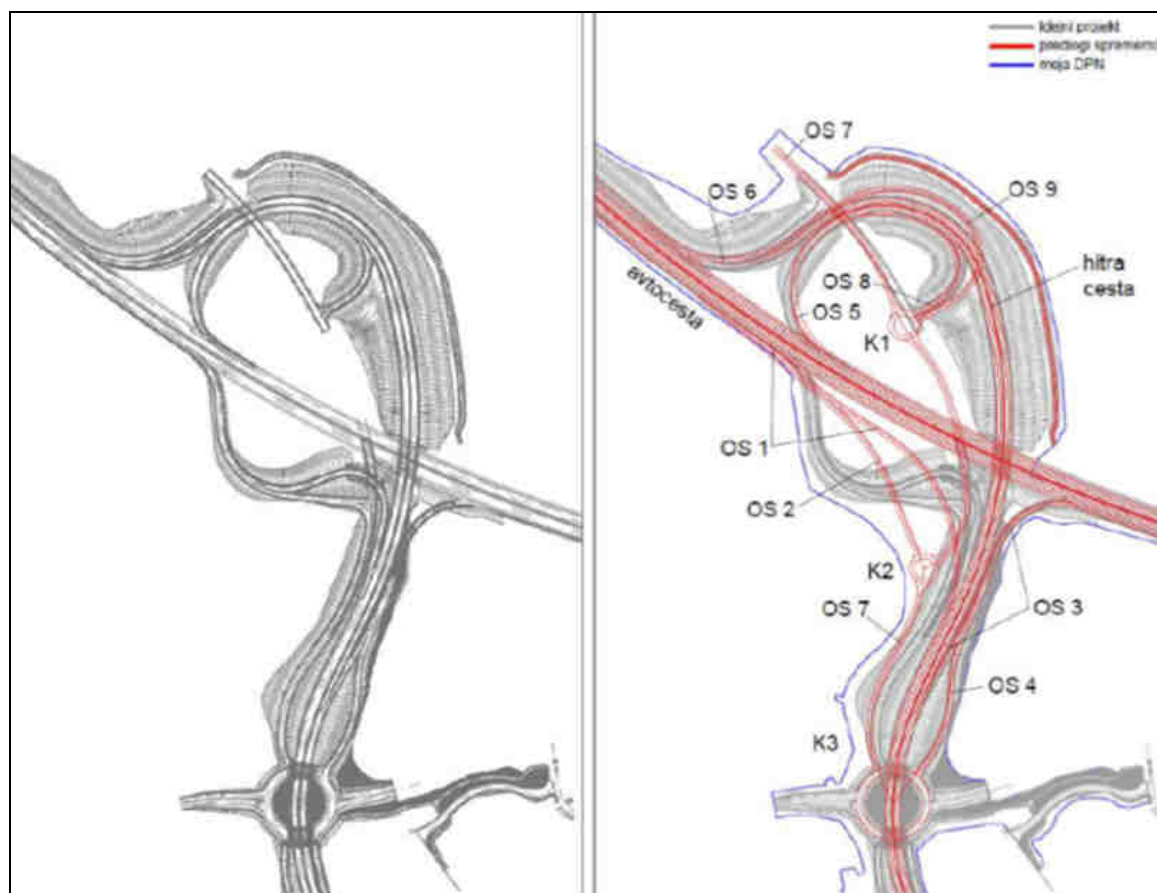 idejni projekt
predlogi sprememb
meja DPN
OS 7
OS 6
OS 9
hitra
cesta
avtocesta
OS 8
OS 5
K1
OS 1
OS 2
K2
OS 7
OS 3
OS 4
K3